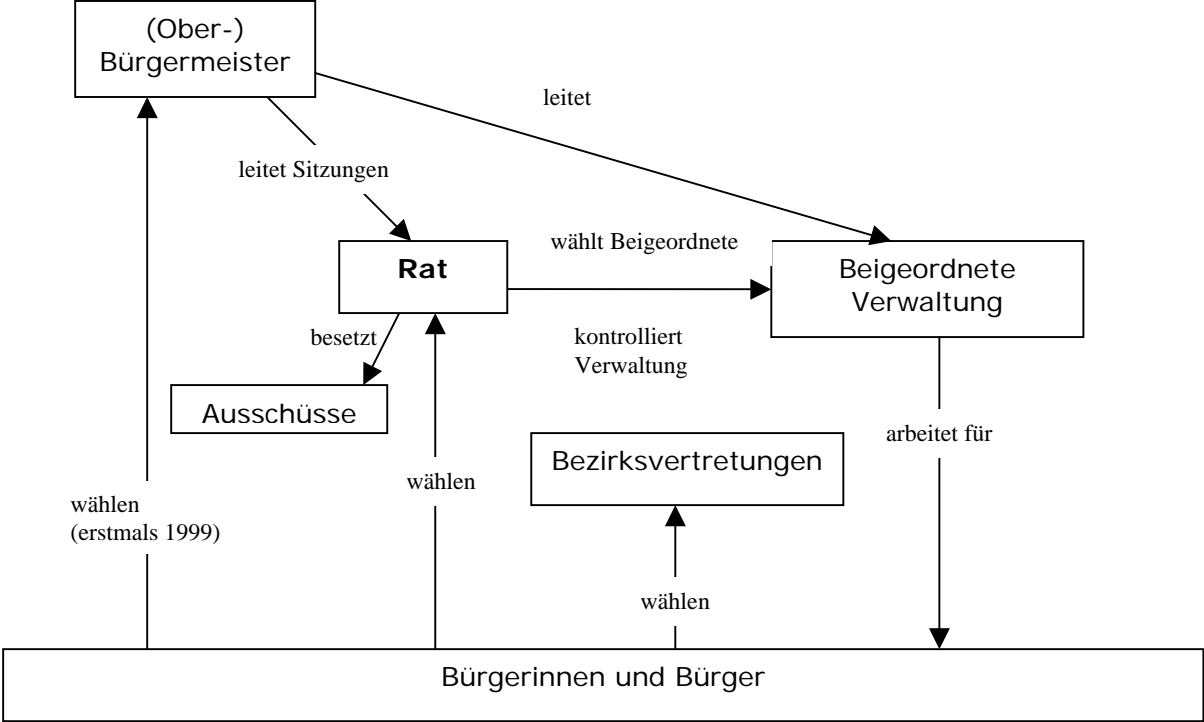 (Ober-)
Bürgermeister
leitet
leitet Sitzungen
wählt Beigeordnete
Rat
Beigeordnete
Verwaltung
besetzt
kontrolliert
Verwaltung
Ausschüsse
arbeitet für
Bezirksvertretungen
wählen
wählen
(erstmals 1999)
wählen
Bürgerinnen und Bürger